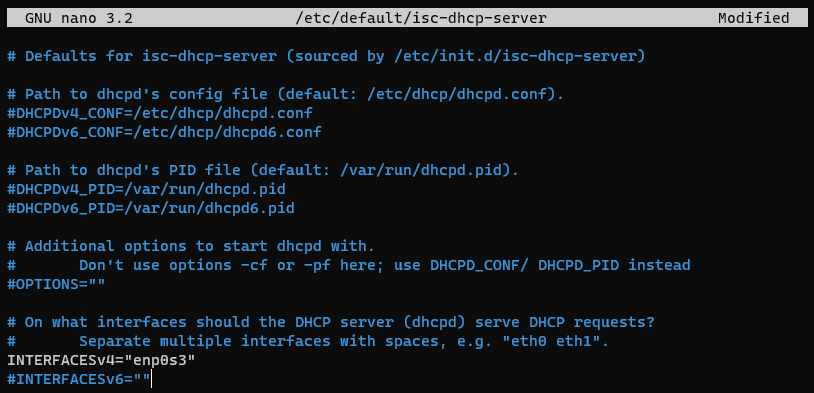 GNU nano 3.2 /etc/default/isc-dhcp-server Modified
# Defaults for isc-dhcp-server (sourced by /etc/init.d/isc-dhcp-server)
# Path to dhcpd's config file (default: /etc/dhcp/dhcpd.conf).
#DHCPDv4_CONF=/etc/dhcp/dhcpd.conf
#DHCPDv6_CONF=/etc/dhcp/dhcpd6.conf
# Path to dhcpd's PID file (default: /var/run/dhcpd.pid).
#DHCPDv4_PID=/var/run/dhcpd.pid
#DHCPDv6_PID=/var/run/dhcpd6.pid
# Additional options to start dhcpd with.
#       Don't use options -cf or -pf here; use DHCPD_CONF/ DHCPD_PID instead
#OPTIONS=""
# On what interfaces should the DHCP server (dhcpd) serve DHCP requests?
#       Separate multiple interfaces with spaces, e.g. "eth0 eth1".
INTERFACESv4="enp0s3"
#INTERFACESv6=""